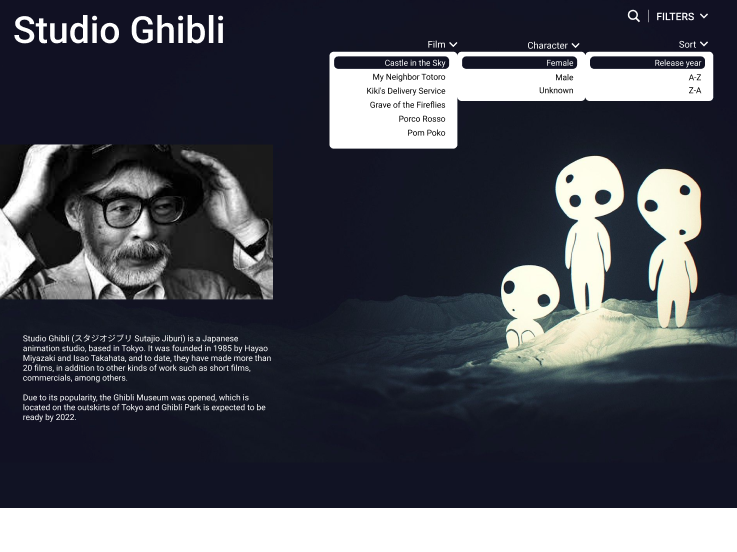 Studio Ghibli
FILTERS
Film
Character
Sort
Castle in the Sky
My Neighbor Totoro
Kiki's Delivery Service
Grave of the Fireflies
Porco Rosso
Pom Poko
Female
Male
Unknown
Release year
A-Z
Z-A
Studio Ghibli (スタジオジブリ Sutajio Jiburi) is a Japanese
animation studio, based in Tokyo. It was founded in 1985 by Hayao
Miyazaki and Isao Takahata, and to date, they have made more than
20 films, in addition to other kinds of work such as short films,
commercials, among others.
Due to its popularity, the Ghibli Museum was opened, which is
located on the outskirts of Tokyo and Ghibli Park is expected to be
ready by 2022.